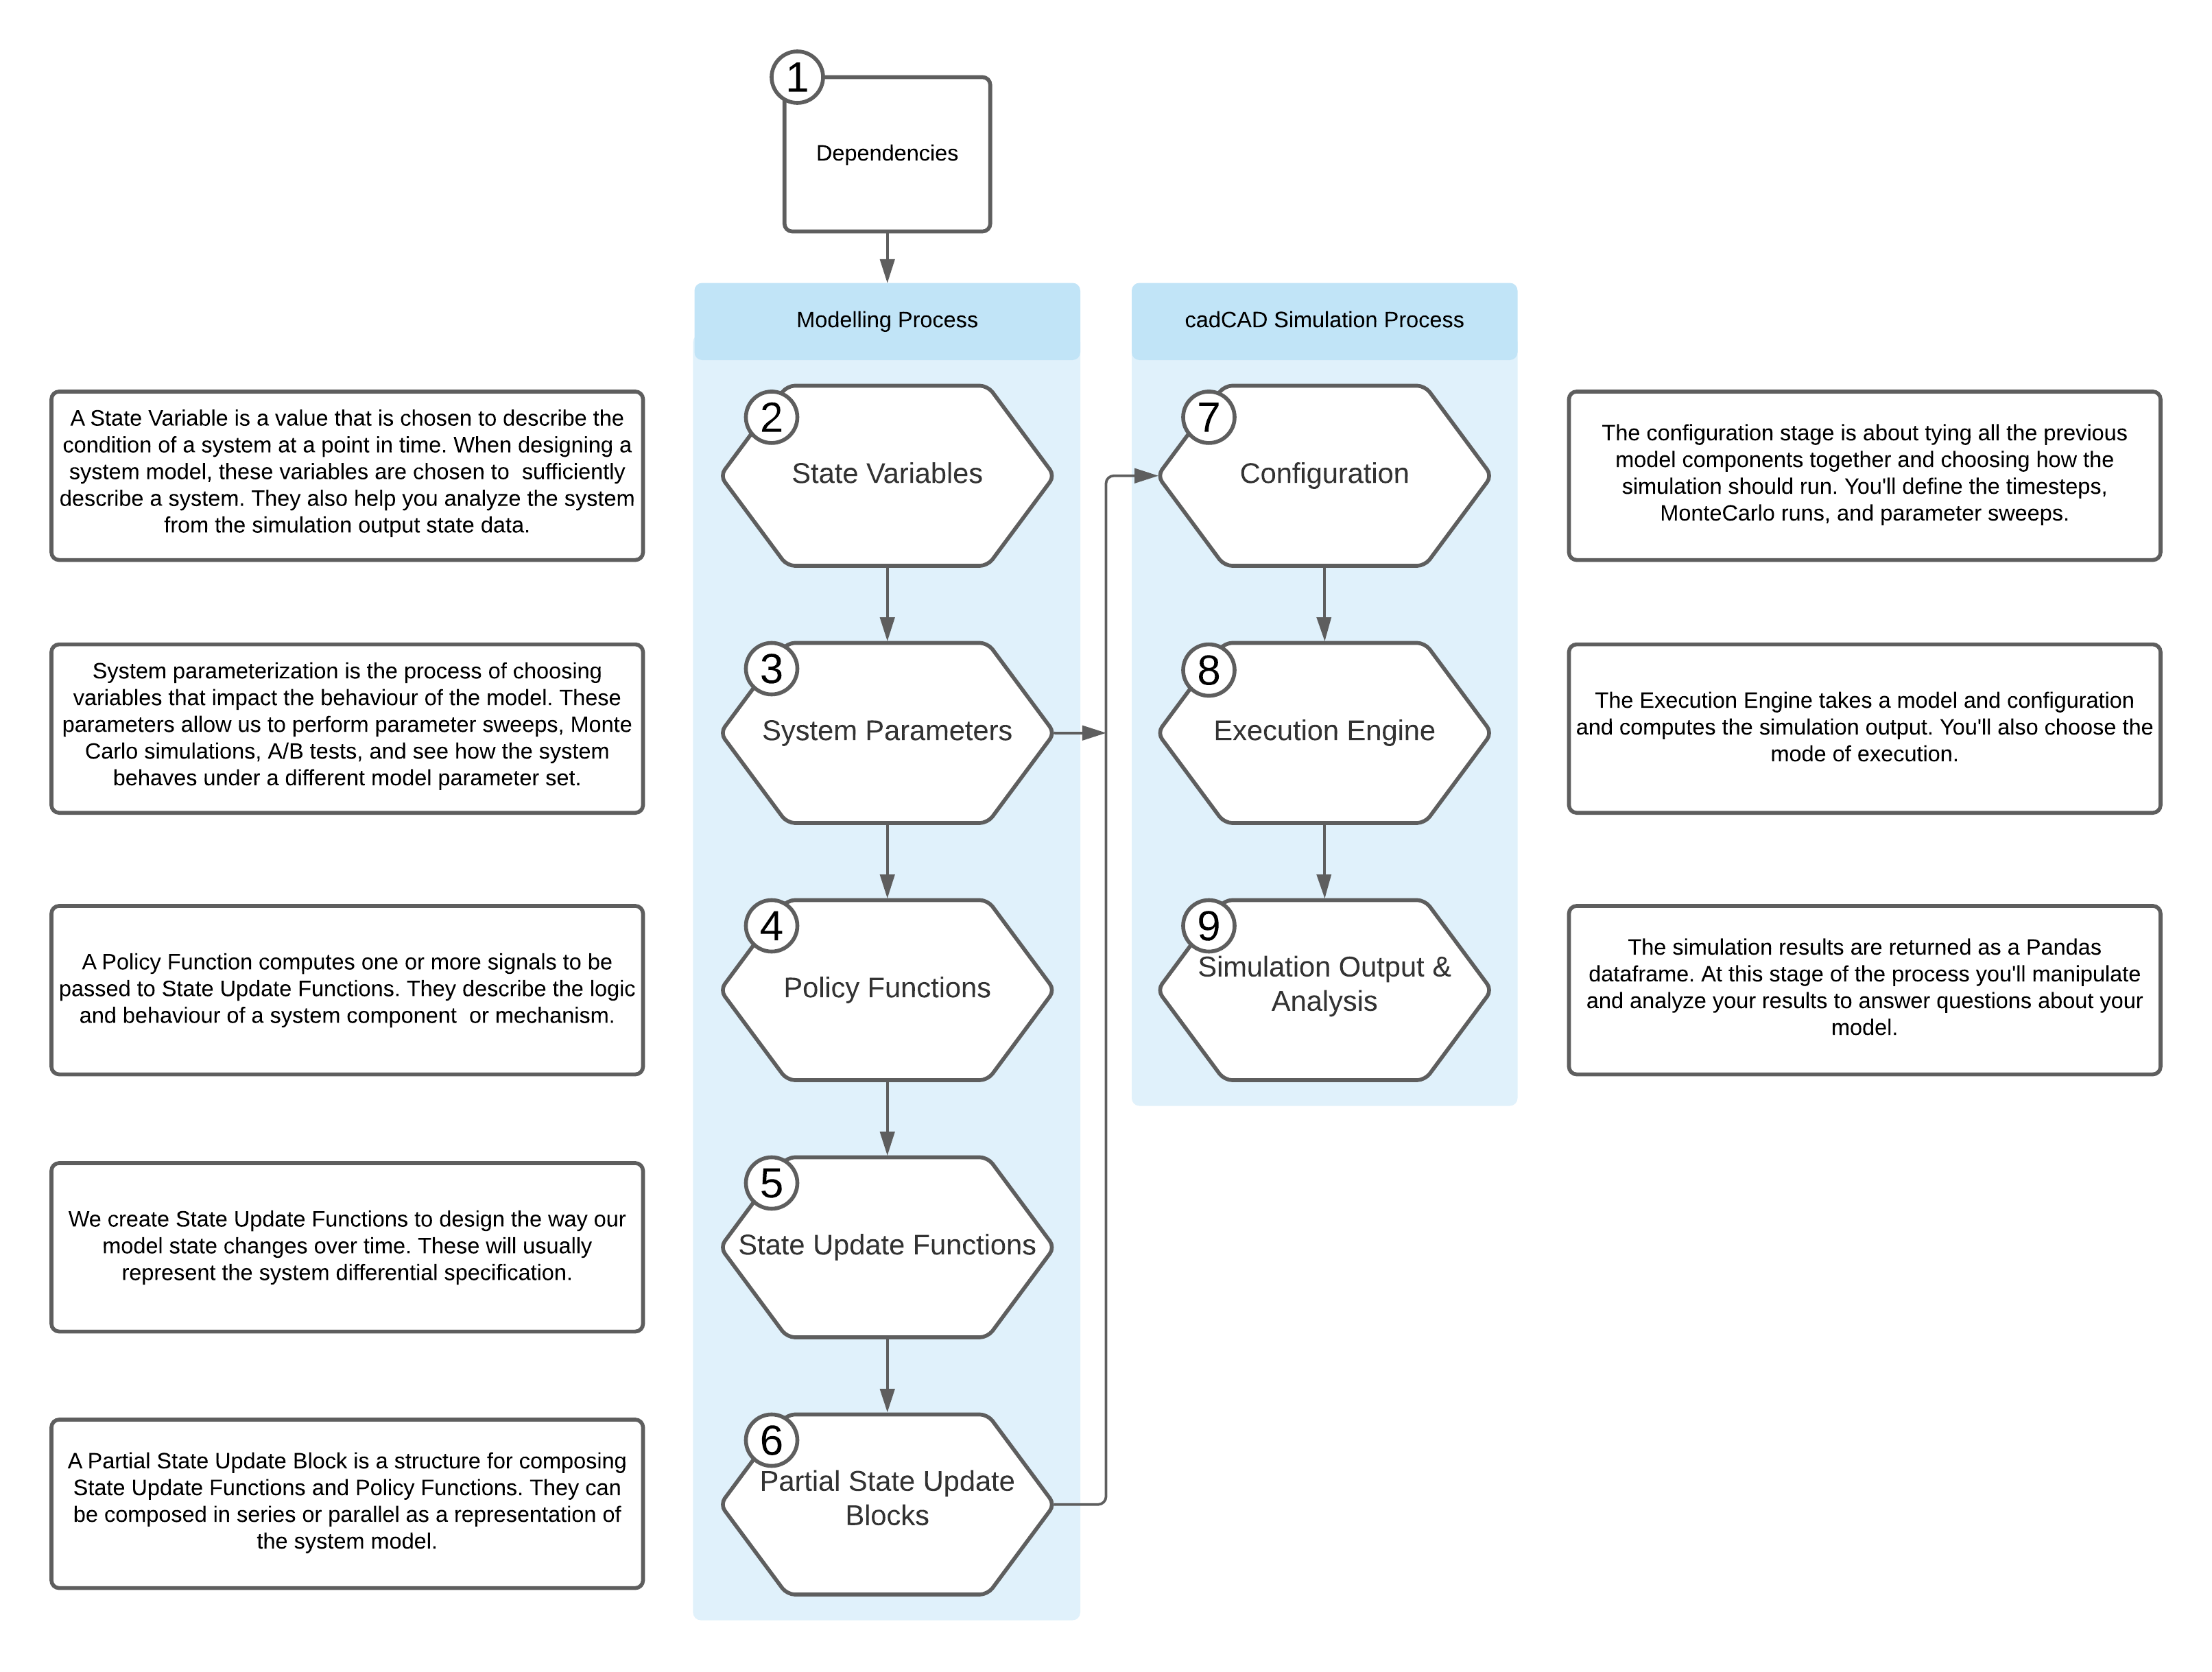 1
Dependencies
Modelling Process
2
State Variables
A State Variable is a value that is chosen to describe the
condition of a system at a point in time. When designing a
system model, these variables are chosen to  sufficiently
describe a system. They also help you analyze the system
from the simulation output state data.
3
System Parameters
System parameterization is the process of choosing
variables that impact the behaviour of the model. These
parameters allow us to perform parameter sweeps, Monte
Carlo simulations, A/B tests, and see how the system
behaves under a different model parameter set.
4
Policy Functions
A Policy Function computes one or more signals to be
passed to State Update Functions. They describe the logic
and behaviour of a system component  or mechanism.
5
State Update Functions
We create State Update Functions to design the way our
model state changes over time. These will usually
represent the system differential specification.
6
Partial State Update
Blocks
A Partial State Update Block is a structure for composing
State Update Functions and Policy Functions. They can
be composed in series or parallel as a representation of
the system model.
cadCAD Simulation Process
7
Configuration
The configuration stage is about tying all the previous
model components together and choosing how the
simulation should run. You'll define the timesteps,
MonteCarlo runs, and parameter sweeps.
8
Execution Engine
The Execution Engine takes a model and configuration
and computes the simulation output. You'll also choose the
mode of execution.
9
Simulation Output &
Analysis
The simulation results are returned as a Pandas
dataframe. At this stage of the process you'll manipulate
and analyze your results to answer questions about your
model.